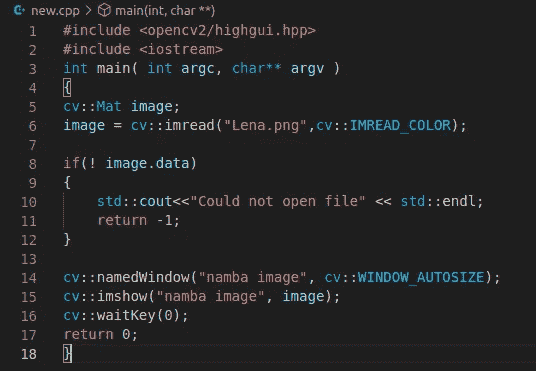 new.cpp > main(int, char **)
1 #include <opencv2/highgui.hpp>
2 #include <iostream>
3 int main( int argc, char** argv )
4 {
5 cv::Mat image;
6 image = cv::imread("Lena.png",cv::IMREAD_COLOR);
7
8 if(! image.data)
9 {
10     std::cout<<"Could not open file" << std::endl;
11     return -1;
12 }
13
14 cv::namedWindow("namba image", cv::WINDOW_AUTOSIZE);
15 cv::imshow("namba image", image);
16 cv::waitKey(0);
17 return 0;
18 }